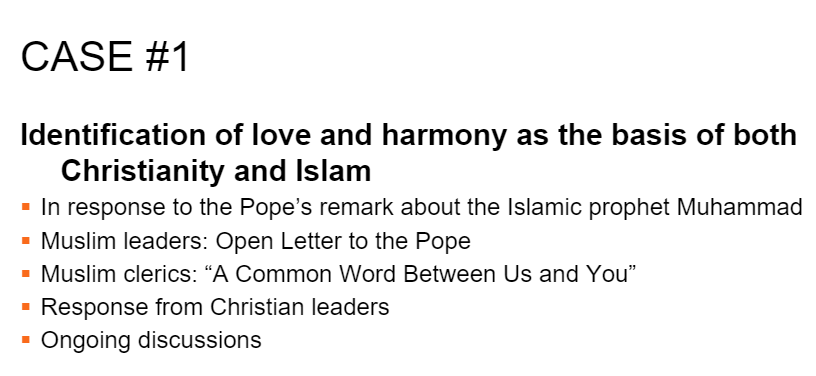 CASE #1
Identification of love and harmony as the basis of both
Christianity and Islam
▪ In response to the Pope’s remark about the Islamic prophet Muhammad
▪ Muslim leaders: Open Letter to the Pope
▪ Muslim clerics: “A Common Word Between Us and You”
▪ Response from Christian leaders
▪ Ongoing discussions